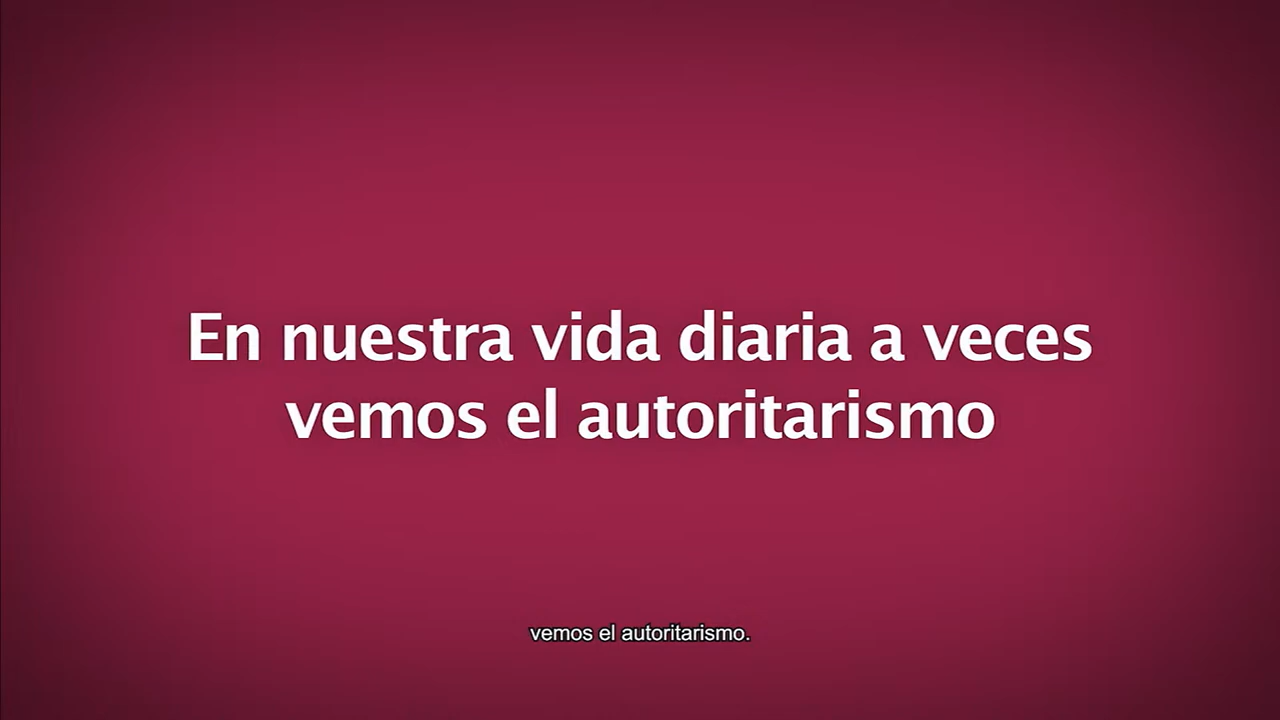 En nuestra vida diaria a veces
vemos el autoritarismo
vemos el autoritarismo.